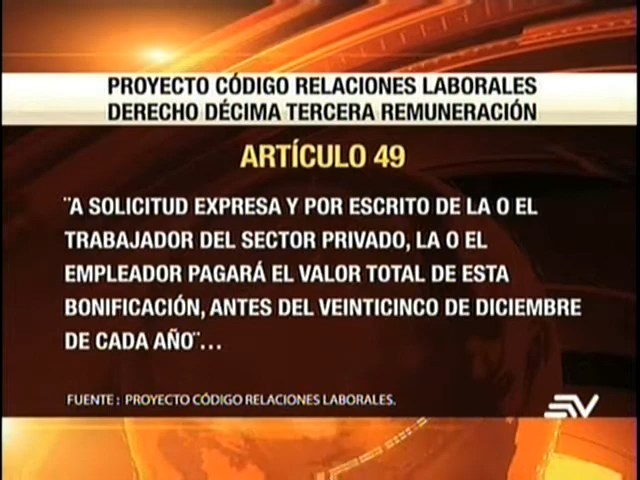 PROYECTO CÓDIGO RELACIONES LABORALES
DERECHO DÉCIMA TERCERA REMUNERACIÓN
ARTÍCULO 49
¨A SOLICITUD EXPRESA Y POR ESCRITO DE LA O EL
TRABAJADOR DEL SECTOR PRIVADO, LA O EL
EMPLEADOR PAGARÁ EL VALOR TOTAL DE ESTA
BONIFICACIÓN, ANTES DEL VEINTICINCO DE DICIEMBRE
DE CADA AÑO¨...
FUENTE : PROYECTO CÓDIGO RELACIONES LABORALES.